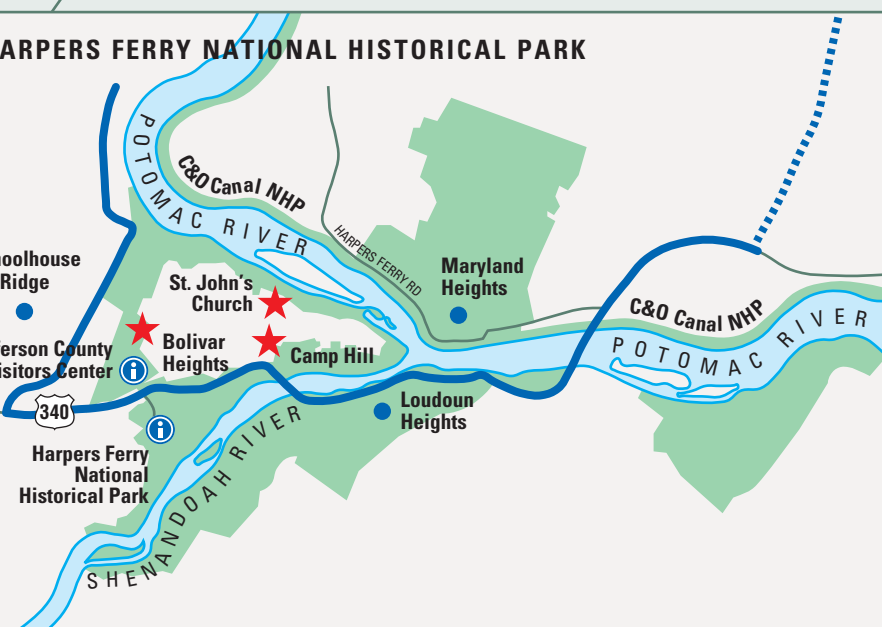 ARPERS FERRY NATIONAL HISTORICAL PARK
POTOMAC RIVER
C&O Canal NHP
HARPERS FERRY RD
oolhouse
Ridge
St. John's
Church
Maryland
Heights
C&O Canal NHP
POTOMAC RIVER
erson County
isitors Center
i
Bolivar
Heights
Camp Hill
340
Loudoun
Heights
i
Harpers Ferry
National
Historical Park
SHENANDOAH RIVER